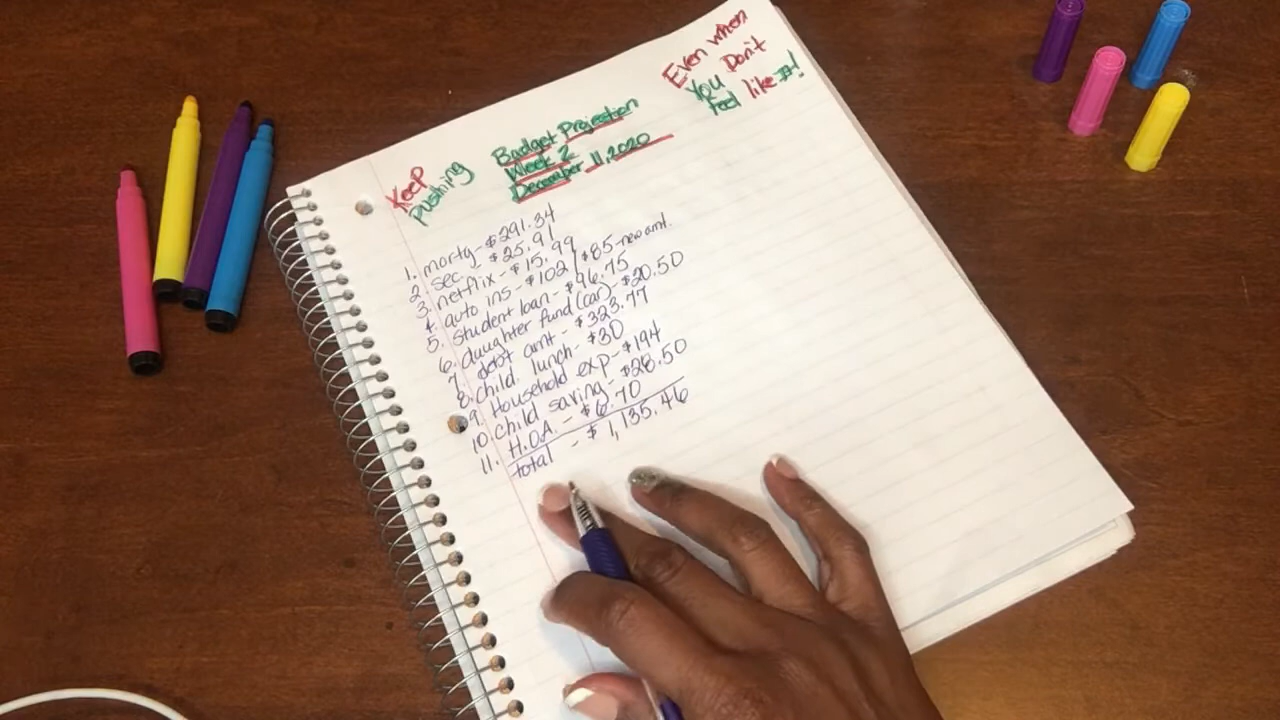 Even when
You Don't
feel like it!
Keep
pushing
Budget Projection
Week 2
December 11, 2020
1. mortg - $291.34
2. sec - $25.91
3. netflix - $15.99
4. auto ins - $102 / $85 - new amt.
5. Student loan - $96.75
6. daughter fund (car) - $20.50
7. debt amt - $323.77
8. Child lunch - $30
9. Household exp - $194
10. Child saving - $28.50
11. H.O.A. - $6.70
total - $1,135.46